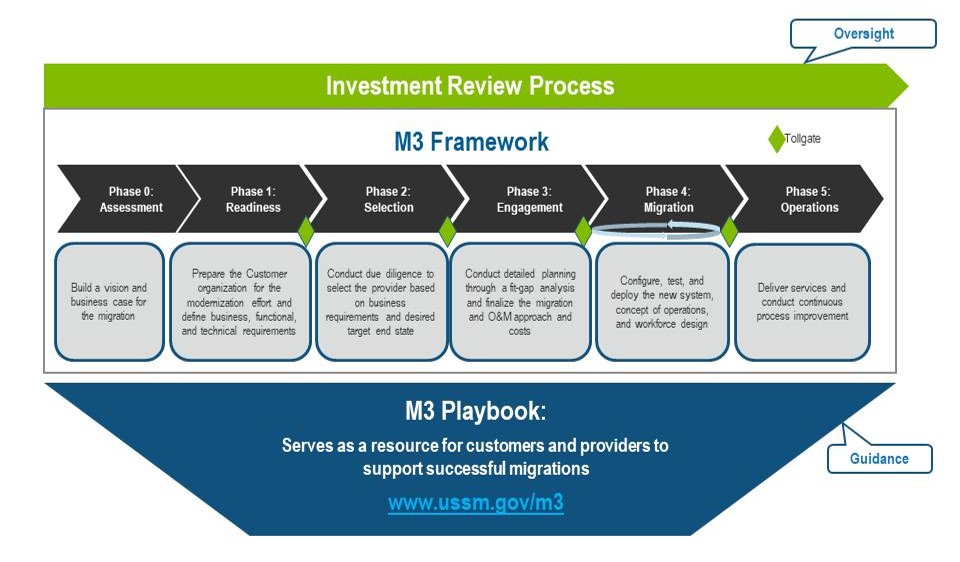 Oversight
Investment Review Process
M3 Framework
Tollgate
Phase 0:
Assessment
Phase 1:
Readiness
Phase 2:
Selection
Phase 3:
Engagement
Phase 4:
Migration
Phase 5:
Operations
Build a vision and
business case for
the migration
Prepare the Customer
organization for the
modernization effort and
define business, functional,
and technical requirements
Conduct due diligence to
select the provider based
on business
requirements and desired
target end state
Conduct detailed planning
through a fit-gap analysis
and finalize the migration
and O&M approach and
costs
Configure, test, and
deploy the new system,
concept of operations,
and workforce design
Deliver services and
conduct continuous
process improvement
M3 Playbook:
Serves as a resource for customers and providers to
support successful migrations
www.ussm.gov/m3
Guidance